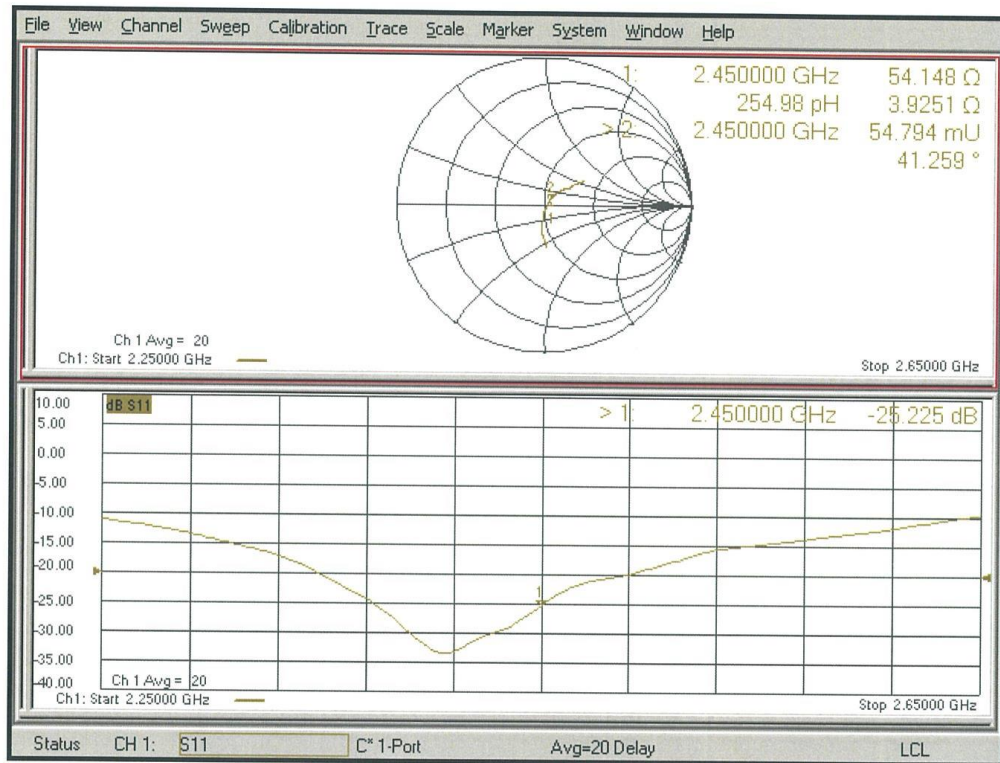 File View Channel Sweep Calibration Trace Scale Marker System Window Help
1: 2.450000 GHz 54.148 Ω
254.98 pH 3.9251 Ω
> 2: 2.450000 GHz 54.794 mU
41.259 °
2
1
Ch 1 Avg = 20
Ch1: Start 2.25000 GHz
Stop 2.65000 GHz
10.00
dB S11
> 1: 2.450000 GHz -25.225 dB
5.00
0.00
-5.00
-10.00
-15.00
-20.00
-25.00
1
-30.00
-35.00
-40.00
Ch 1 Avg = 20
Ch1: Start 2.25000 GHz
Stop 2.65000 GHz
Status CH 1: S11 C* 1-Port Avg=20 Delay LCL